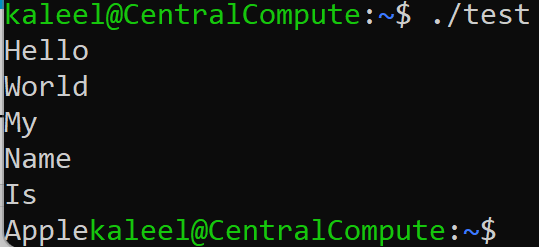 kaleel@CentralCompute:~$ ./test
Hello
World
My
Name
Is
Applekaleel@CentralCompute:~$